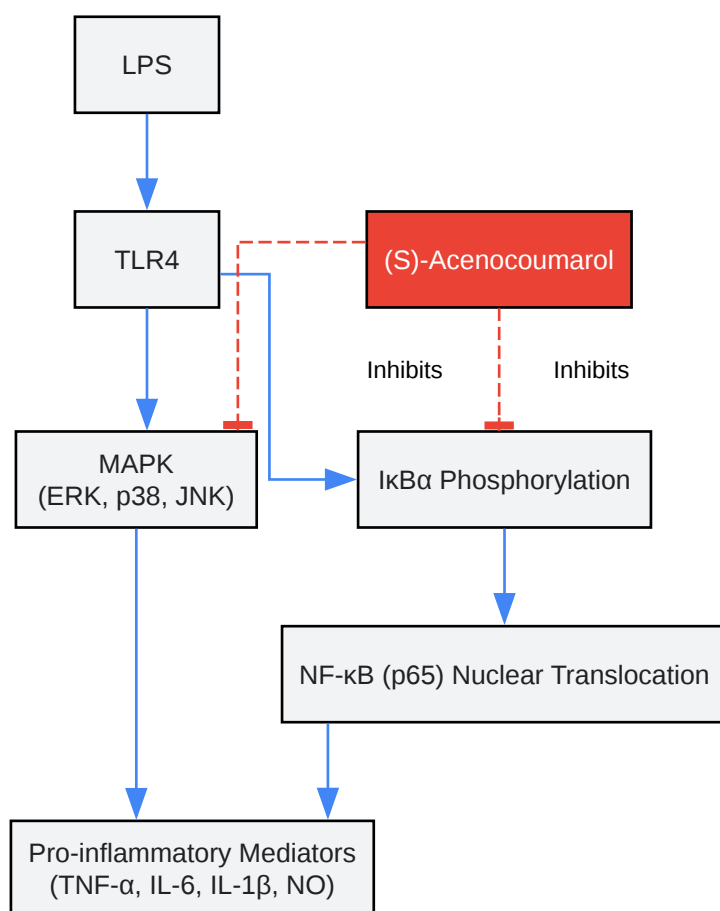 LPS
TLR4
(S)-Acenocoumarol
Inhibits
Inhibits
MAPK
(ERK, p38, JNK)
IκBα Phosphorylation
NF-κB (p65) Nuclear Translocation
Pro-inflammatory Mediators
(TNF-α, IL-6, IL-1β, NO)